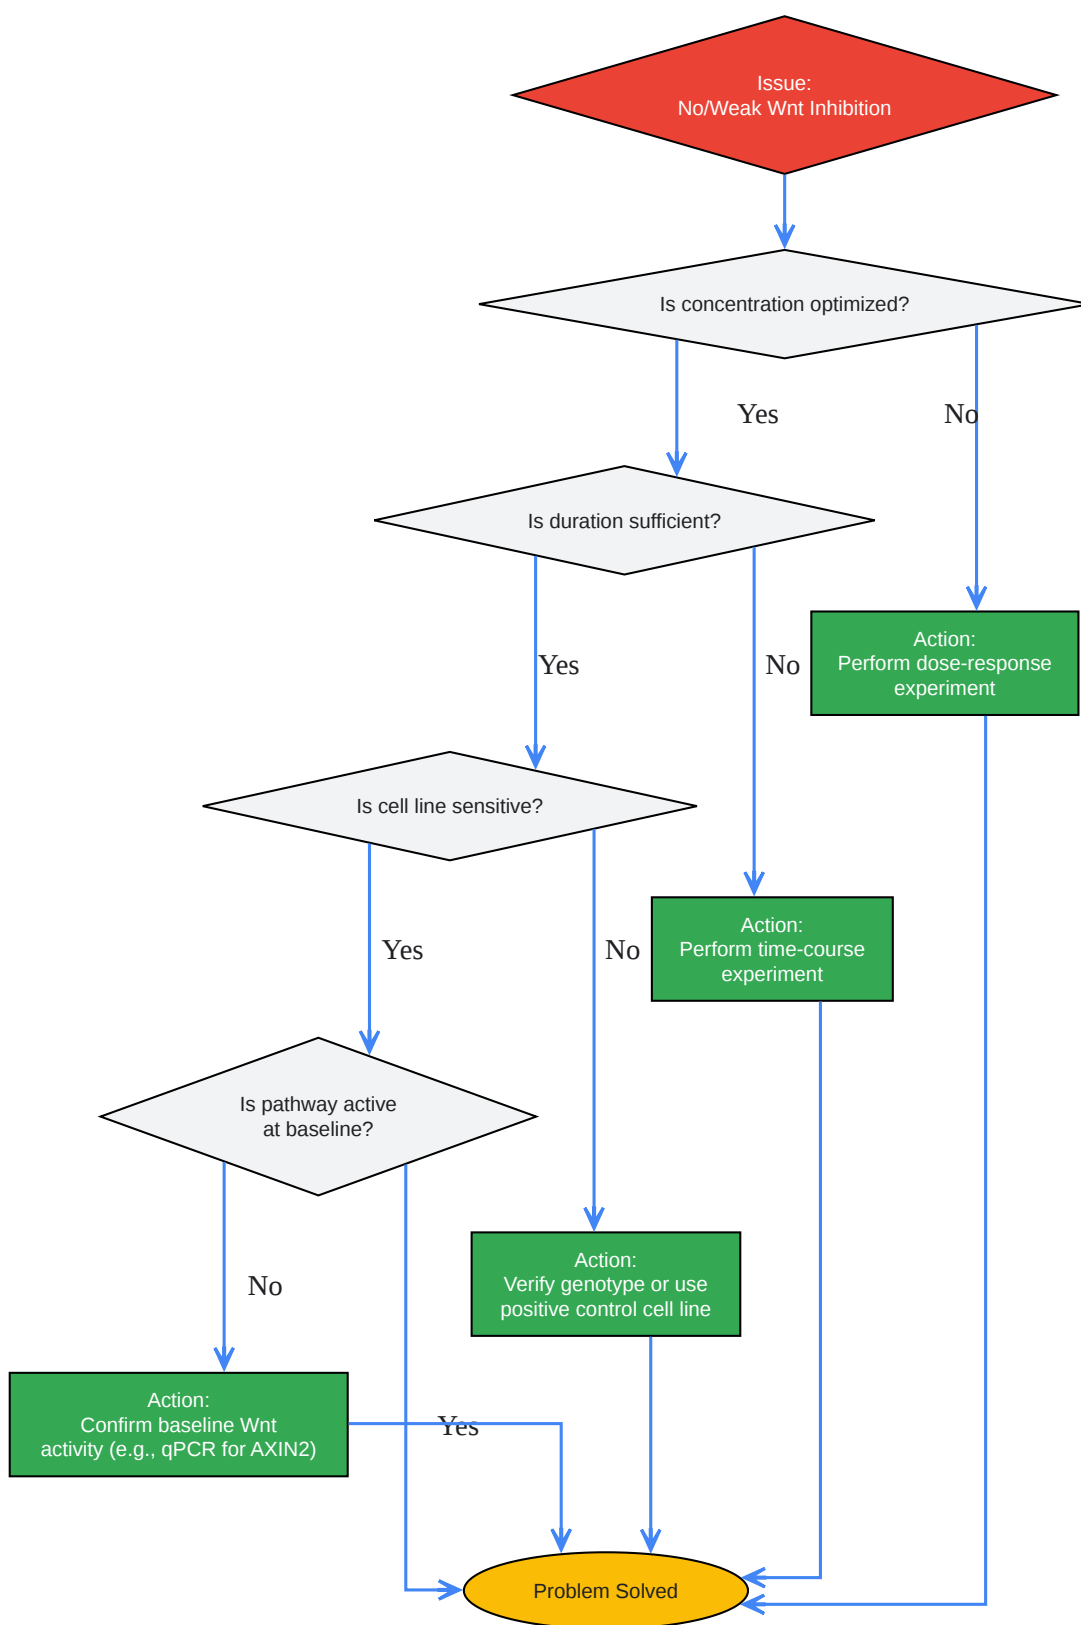 Issue:
No/Weak Wnt Inhibition
Is concentration optimized?
Yes
No
Is duration sufficient?
Action:
Perform dose-response
experiment
Yes
No
Is cell line sensitive?
Action:
Perform time-course
experiment
Yes
No
Is pathway active
at baseline?
Action:
Verify genotype or use
positive control cell line
No
Action:
Confirm baseline Wnt
activity (e.g., qPCR for AXIN2)
Yes
Problem Solved